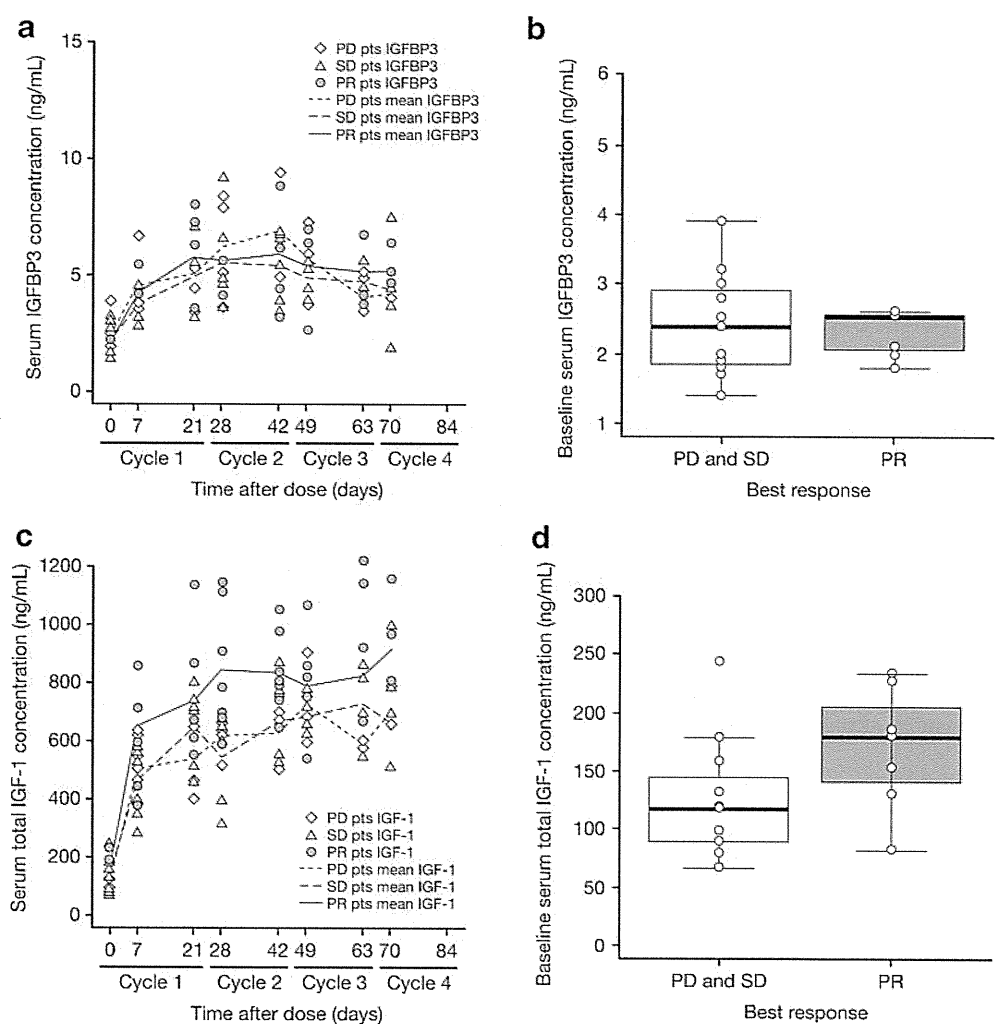 a
Serum IGFBP3 concentration (ng/mL)
15
10
5
0
PD pts IGFBP3
SD pts IGFBP3
PR pts IGFBP3
PD pts mean IGFBP3
SD pts mean IGFBP3
PR pts mean IGFBP3
0 7 21 28 42 49 63 70 84
Cycle 1 Cycle 2 Cycle 3 Cycle 4
Time after dose (days)
b
Baseline serum IGFBP3 concentration (ng/mL)
6
5
4
3
2
1
PD and SD PR
Best response
c
Serum total IGF-1 concentration (ng/mL)
1200
1000
800
600
400
200
0
PD pts IGF-1
SD pts IGF-1
PR pts IGF-1
PD pts mean IGF-1
SD pts mean IGF-1
PR pts mean IGF-1
0 7 21 28 42 49 63 70 84
Cycle 1 Cycle 2 Cycle 3 Cycle 4
Time after dose (days)
d
Baseline serum total IGF-1 concentration (ng/mL)
300
250
200
150
100
50
0
PD and SD PR
Best response